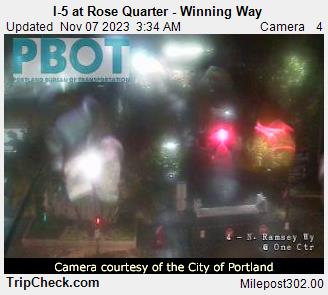 I-5 at Rose Quarter - Winning Way
Updated Nov 07 2023 3:34 AM Camera 4
PBOT
PORTLAND BUREAU OF TRANSPORTATION
4 - N. Ramsey Wy
@ One Ctr
Camera courtesy of the City of Portland
TripCheck.com Milepost302.00